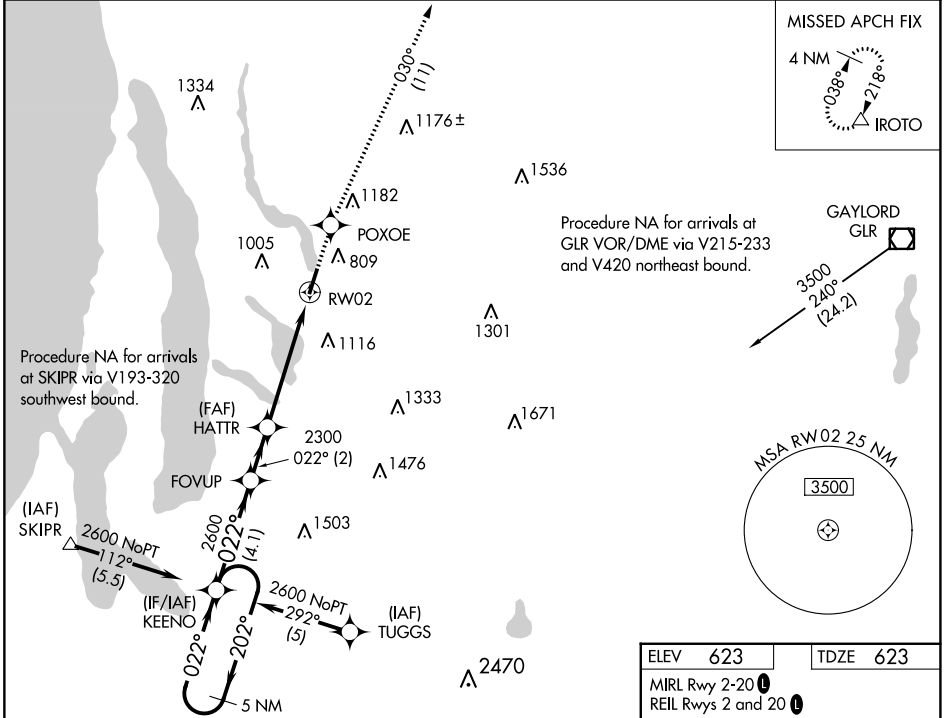 MISSED APCH FIX
4 NM
038°
218°
IROTO
030°
(11)
1334
1176±
1536
1182
POXOE
Procedure NA for arrivals at
GLR VOR/DME via V215-233
and V420 northeast bound.
GAYLORD
GLR
1005
809
3500
240°
(24.2)
RW02
1301
1116
Procedure NA for arrivals
at SKIPR via V193-320
southwest bound.
1333
1671
(FAF)
HATTR
2300
022° (2)
1476
FOVUP
MSA RW02 25 NM
3500
(IAF)
SKIPR
2600 NoPT
112°
(5.5)
2600
022°
(4.1)
1503
(IF/IAF)
KEENO
2600 NoPT
292°
(5)
(IAF)
TUGGS
022°
202°
5 NM
2470
ELEV 623
TDZE 623
MIRL Rwy 2-20 L
REIL Rwys 2 and 20 L